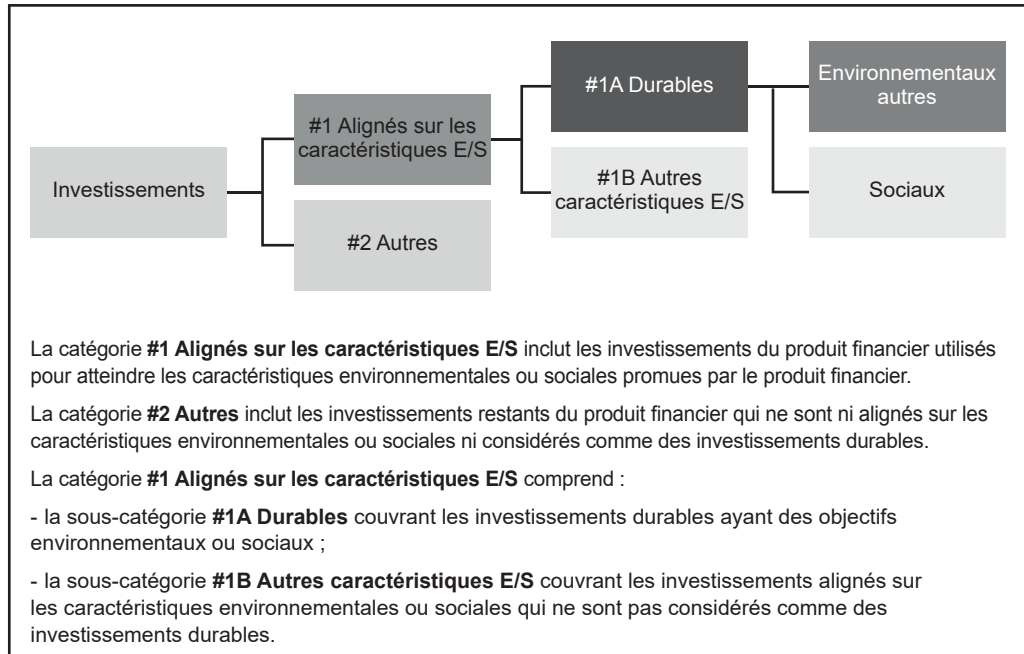 Investissements
#1 Alignés sur les
caractéristiques E/S
#2 Autres
#1A Durables
#1B Autres
caractéristiques E/S
Environnementaux
autres
Sociaux
La catégorie #1 Alignés sur les caractéristiques E/S inclut les investissements du produit financier utilisés
pour atteindre les caractéristiques environnementales ou sociales promues par le produit financier.
La catégorie #2 Autres inclut les investissements restants du produit financier qui ne sont ni alignés sur les
caractéristiques environnementales ou sociales ni considérés comme des investissements durables.
La catégorie #1 Alignés sur les caractéristiques E/S comprend :
- la sous-catégorie #1A Durables couvrant les investissements durables ayant des objectifs
environnementaux ou sociaux ;
- la sous-catégorie #1B Autres caractéristiques E/S couvrant les investissements alignés sur
les caractéristiques environnementales ou sociales qui ne sont pas considérés comme des
investissements durables.